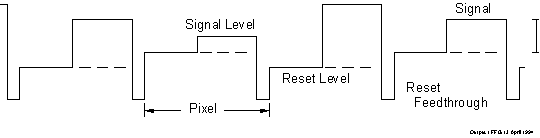 Signal
Signal Level
Reset Level
Reset
Feedthrough
Pixel